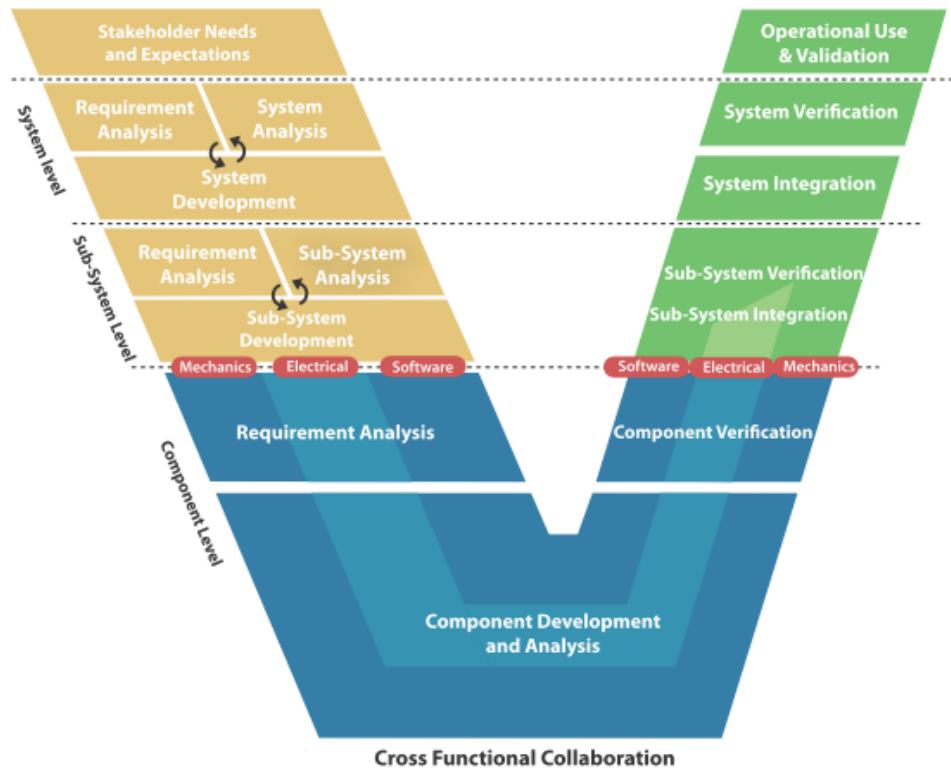 Stakeholder Needs
and Expectations
Operational Use
& Validation
System level
Requirement
Analysis
System
Analysis
System Verification
System
Development
System Integration
Sub-System Level
Requirement
Analysis
Sub-System
Analysis
Sub-System Verification
Sub-System
Development
Sub-System Integration
Mechanics
Electrical
Software
Software
Electrical
Mechanics
Component Level
Requirement Analysis
Component Verification
Component Development
and Analysis
Cross Functional Collaboration